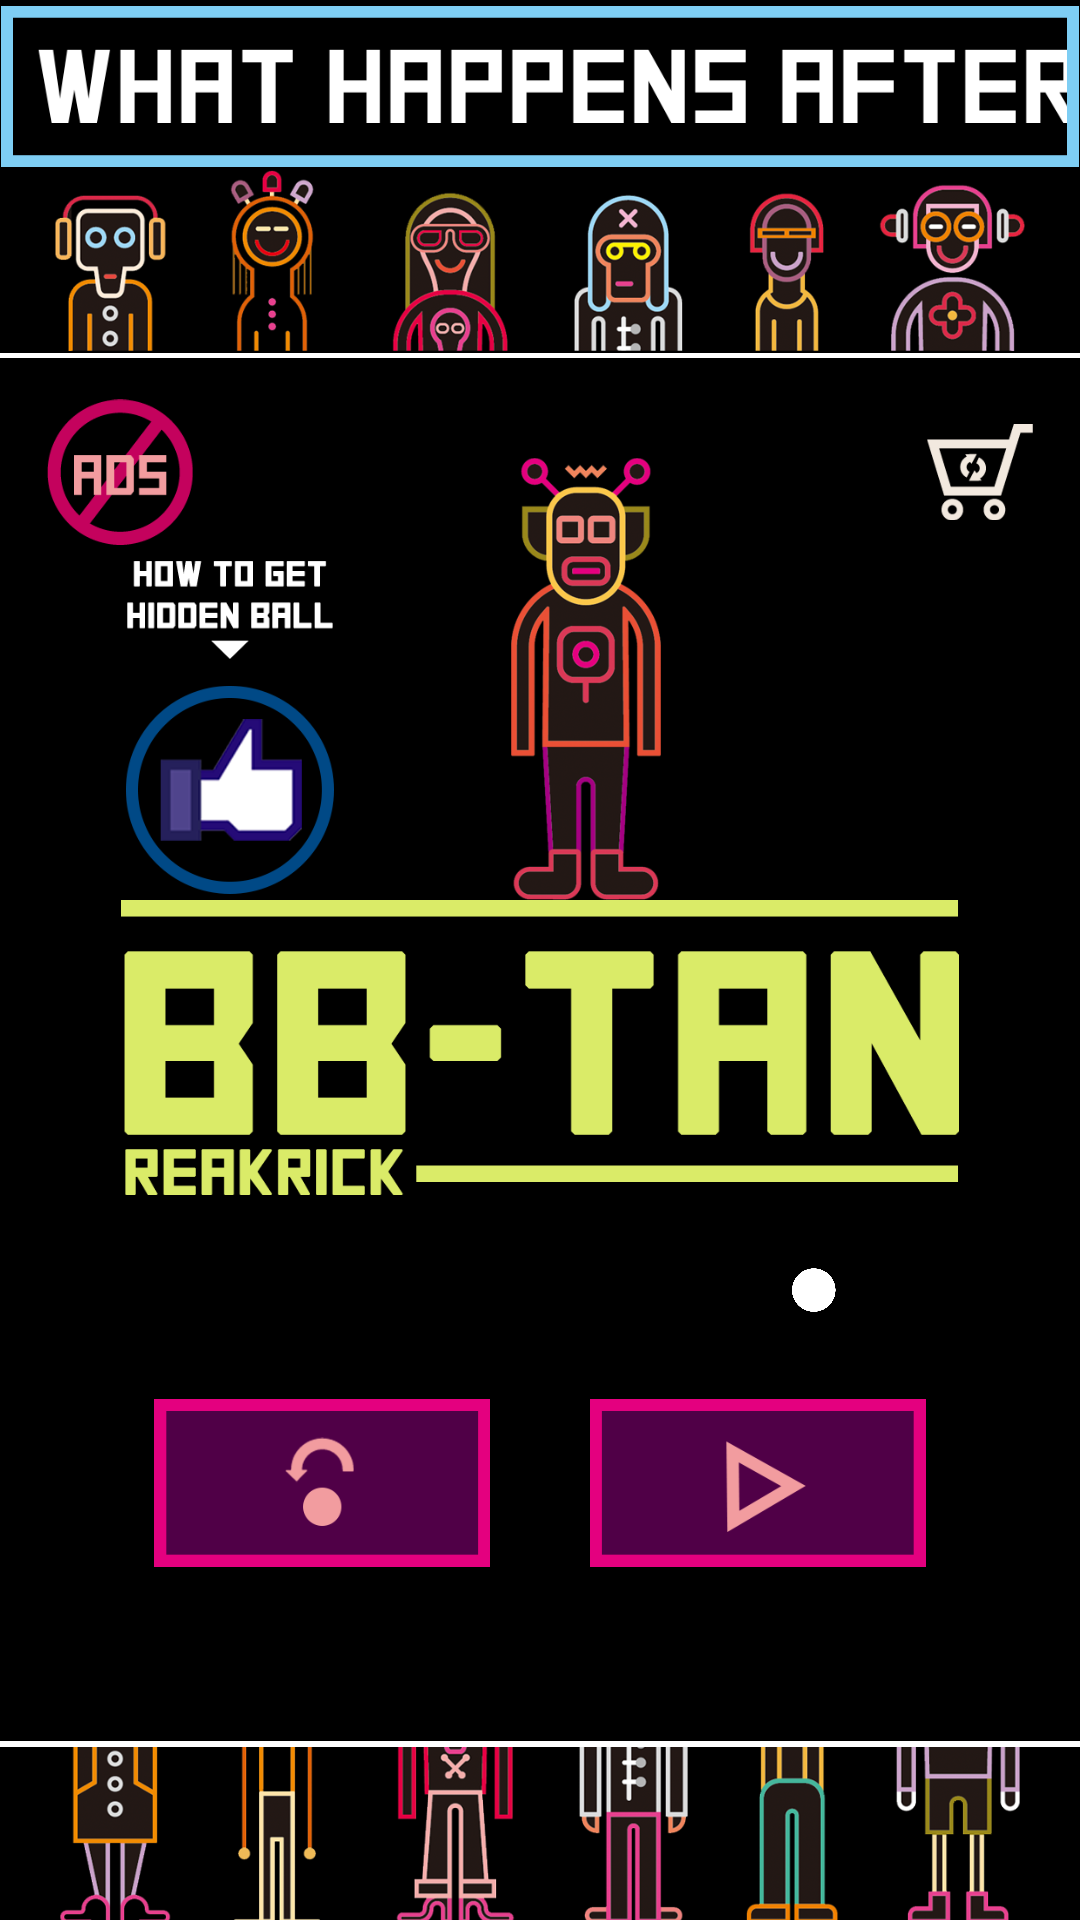 WHAT HAPPENS AFTER
ADS
HOW TO GET
HIDDEN BALL
BB-TAN
REAKRICK